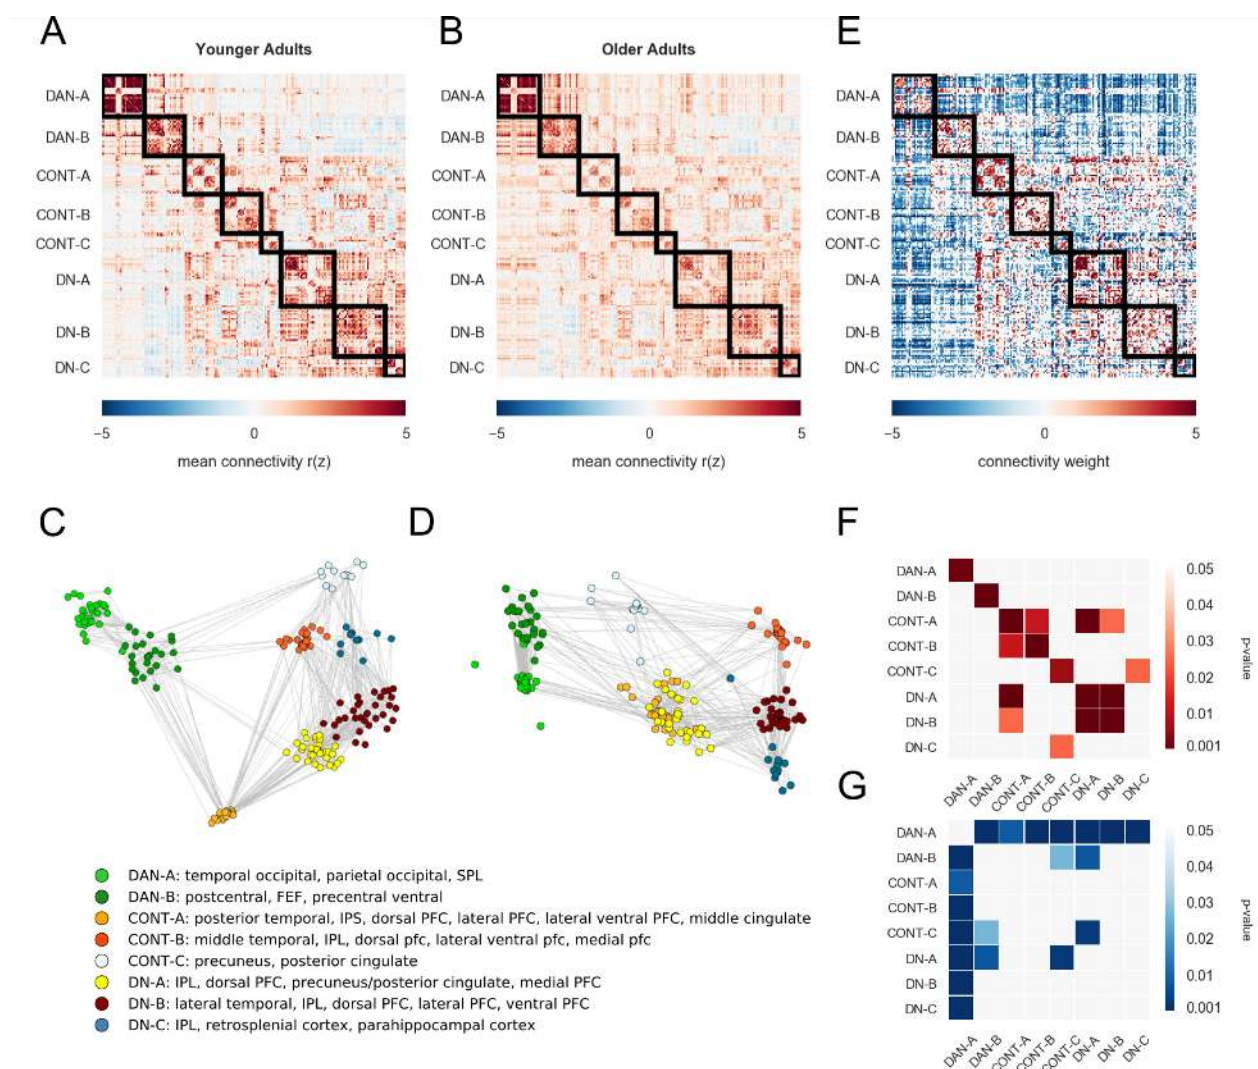 A
B
E
Younger Adults
Older Adults
DAN-A
DAN-B
CONT-A
CONT-B
CONT-C
DN-A
DN-B
DN-C
−5
0
5
mean connectivity r(z)
DAN-A
DAN-B
CONT-A
CONT-B
CONT-C
DN-A
DN-B
DN-C
−5
0
5
mean connectivity r(z)
DAN-A
DAN-B
CONT-A
CONT-B
CONT-C
DN-A
DN-B
DN-C
−5
0
5
connectivity weight
C
D
F
DAN-A
DAN-B
CONT-A
CONT-B
CONT-C
DN-A
DN-B
DN-C
DAN-A
DAN-B
CONT-A
CONT-B
CONT-C
DN-A
DN-B
DN-C
0.05
0.04
0.03
0.02
0.01
0.001
p-value
G
DAN-A
DAN-B
CONT-A
CONT-B
CONT-C
DN-A
DN-B
DN-C
DAN-A
DAN-B
CONT-A
CONT-B
CONT-C
DN-A
DN-B
DN-C
0.05
0.04
0.03
0.02
0.01
0.001
p-value
DAN-A: temporal occipital, parietal occipital, SPL
DAN-B: postcentral, FEF, precentral ventral
CONT-A: posterior temporal, IPS, dorsal PFC, lateral PFC, lateral ventral PFC, middle cingulate
CONT-B: middle temporal, IPL, dorsal pfc, lateral ventral pfc, medial pfc
CONT-C: precuneus, posterior cingulate
DN-A: IPL, dorsal PFC, precuneus/posterior cingulate, medial PFC
DN-B: lateral temporal, IPL, dorsal PFC, lateral PFC, ventral PFC
DN-C: IPL, retrosplenial cortex, parahippocampal cortex